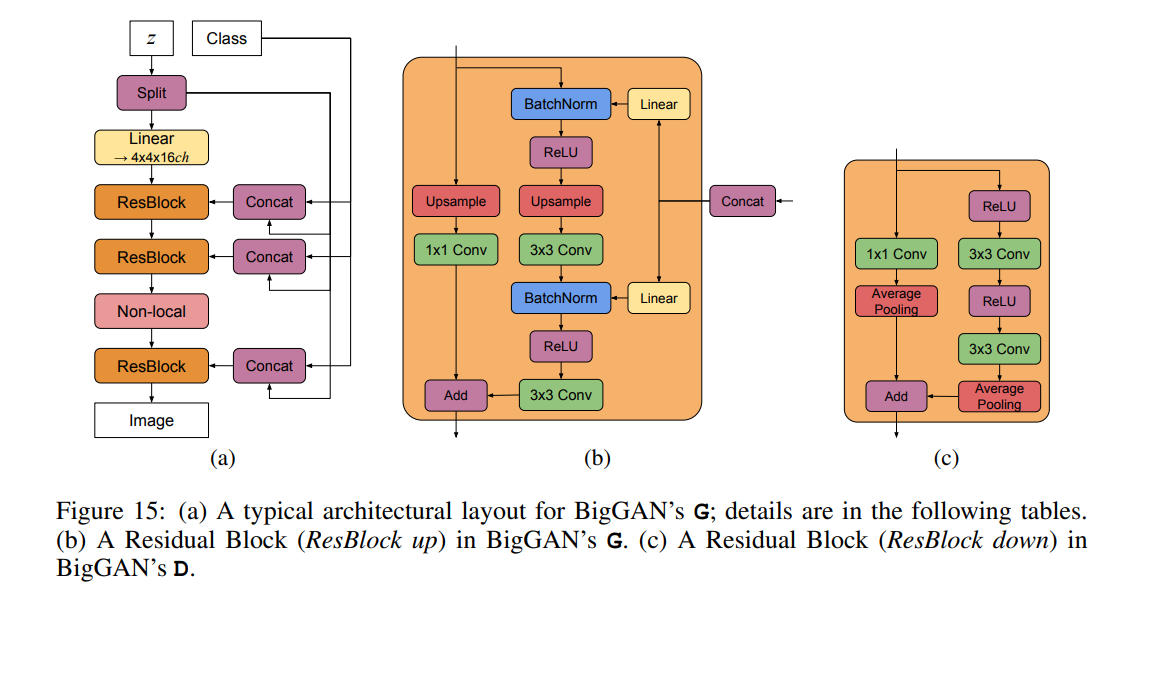 z
Class
Split
Linear
→ 4x4x16ch
ResBlock
Concat
ResBlock
Concat
Non-local
ResBlock
Concat
Image
(a)
BatchNorm
Linear
ReLU
Upsample
Upsample
Concat
1x1 Conv
3x3 Conv
BatchNorm
Linear
ReLU
Add
3x3 Conv
(b)
ReLU
1x1 Conv
3x3 Conv
Average
Pooling
ReLU
3x3 Conv
Add
Average
Pooling
(c)
Figure 15: (a) A typical architectural layout for BigGAN’s G; details are in the following tables.
(b) A Residual Block (ResBlock up) in BigGAN’s G. (c) A Residual Block (ResBlock down) in
BigGAN’s D.